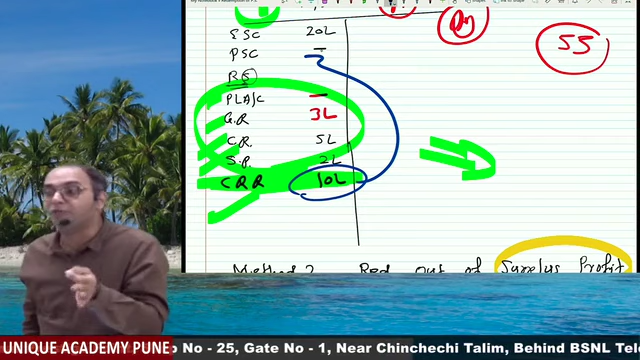 SSC 20L
PSC —
RS
PL A/C —
G.R 3L
C.R. 5L
S.P. 2L
CRR 10L
55
Method 2 Red out of Surplus Profit
UNIQUE ACADEMY PUNE
p No - 25, Gate No - 1, Near Chinchechi Talim, Behind BSNL Tel